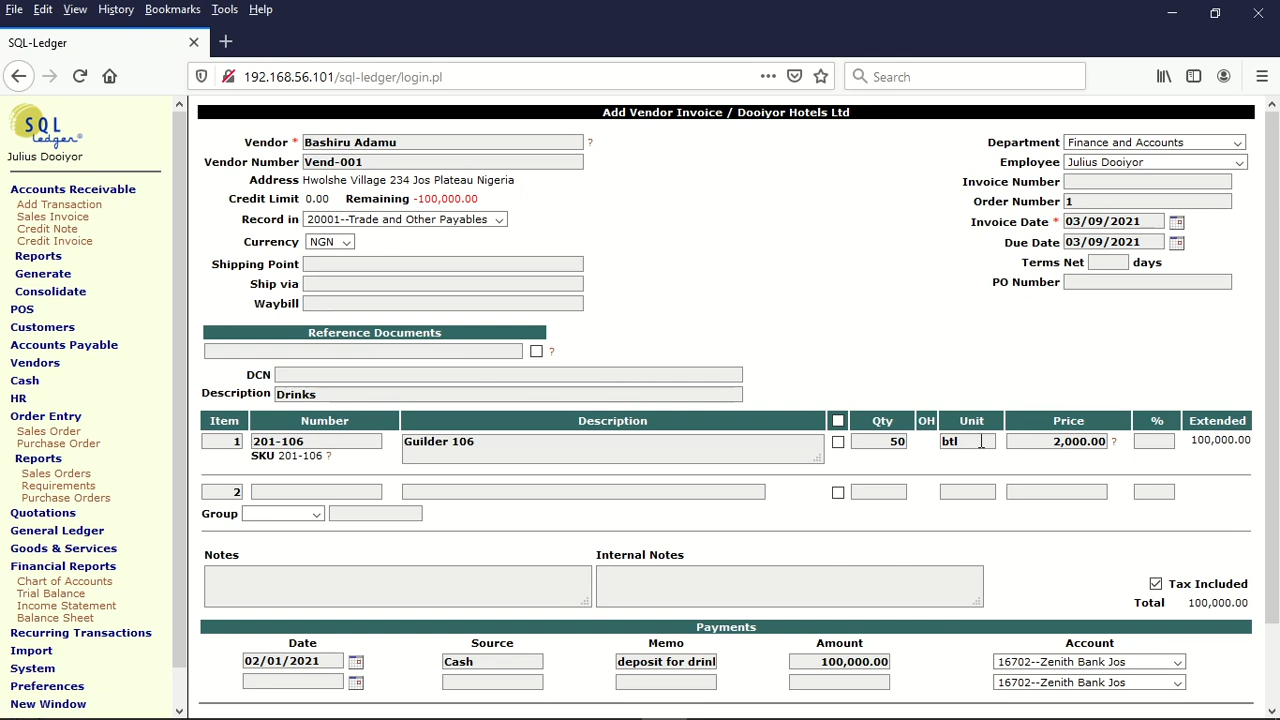 File Edit View History Bookmarks Tools Help
SQL-Ledger
192.168.56.101/sql-ledger/login.pl
Search
SQL
Ledger
Julius Dooiyor
Accounts Receivable
Add Transaction
Sales Invoice
Credit Note
Credit Invoice
Reports
Generate
Consolidate
POS
Customers
Accounts Payable
Vendors
Cash
HR
Order Entry
Sales Order
Purchase Order
Reports
Sales Orders
Requirements
Purchase Orders
Quotations
General Ledger
Goods & Services
Financial Reports
Chart of Accounts
Trial Balance
Income Statement
Balance Sheet
Recurring Transactions
Import
System
Preferences
New Window
Add Vendor Invoice / Dooiyor Hotels Ltd
Vendor * Bashiru Adamu ?
Vendor Number Vend-001
Address Hwolshe Village 234 Jos Plateau Nigeria
Credit Limit 0.00 Remaining -100,000.00
Record in 20001--Trade and Other Payables
Currency NGN
Shipping Point
Ship via
Waybill
Department Finance and Accounts
Employee Julius Dooiyor
Invoice Number
Order Number 1
Invoice Date * 03/09/2021
Due Date 03/09/2021
Terms Net days
PO Number
Reference Documents
?
DCN
Description Drinks
Item Number Description Qty OH Unit Price % Extended
1 201-106 Guilder 106 50 btl 2,000.00 ? 100,000.00
SKU 201-106 ?
2
Group
Notes Internal Notes
Tax Included
Total 100,000.00
Payments
Date Source Memo Amount Account
02/01/2021 Cash deposit for drinl 100,000.00 16702--Zenith Bank Jos
16702--Zenith Bank Jos